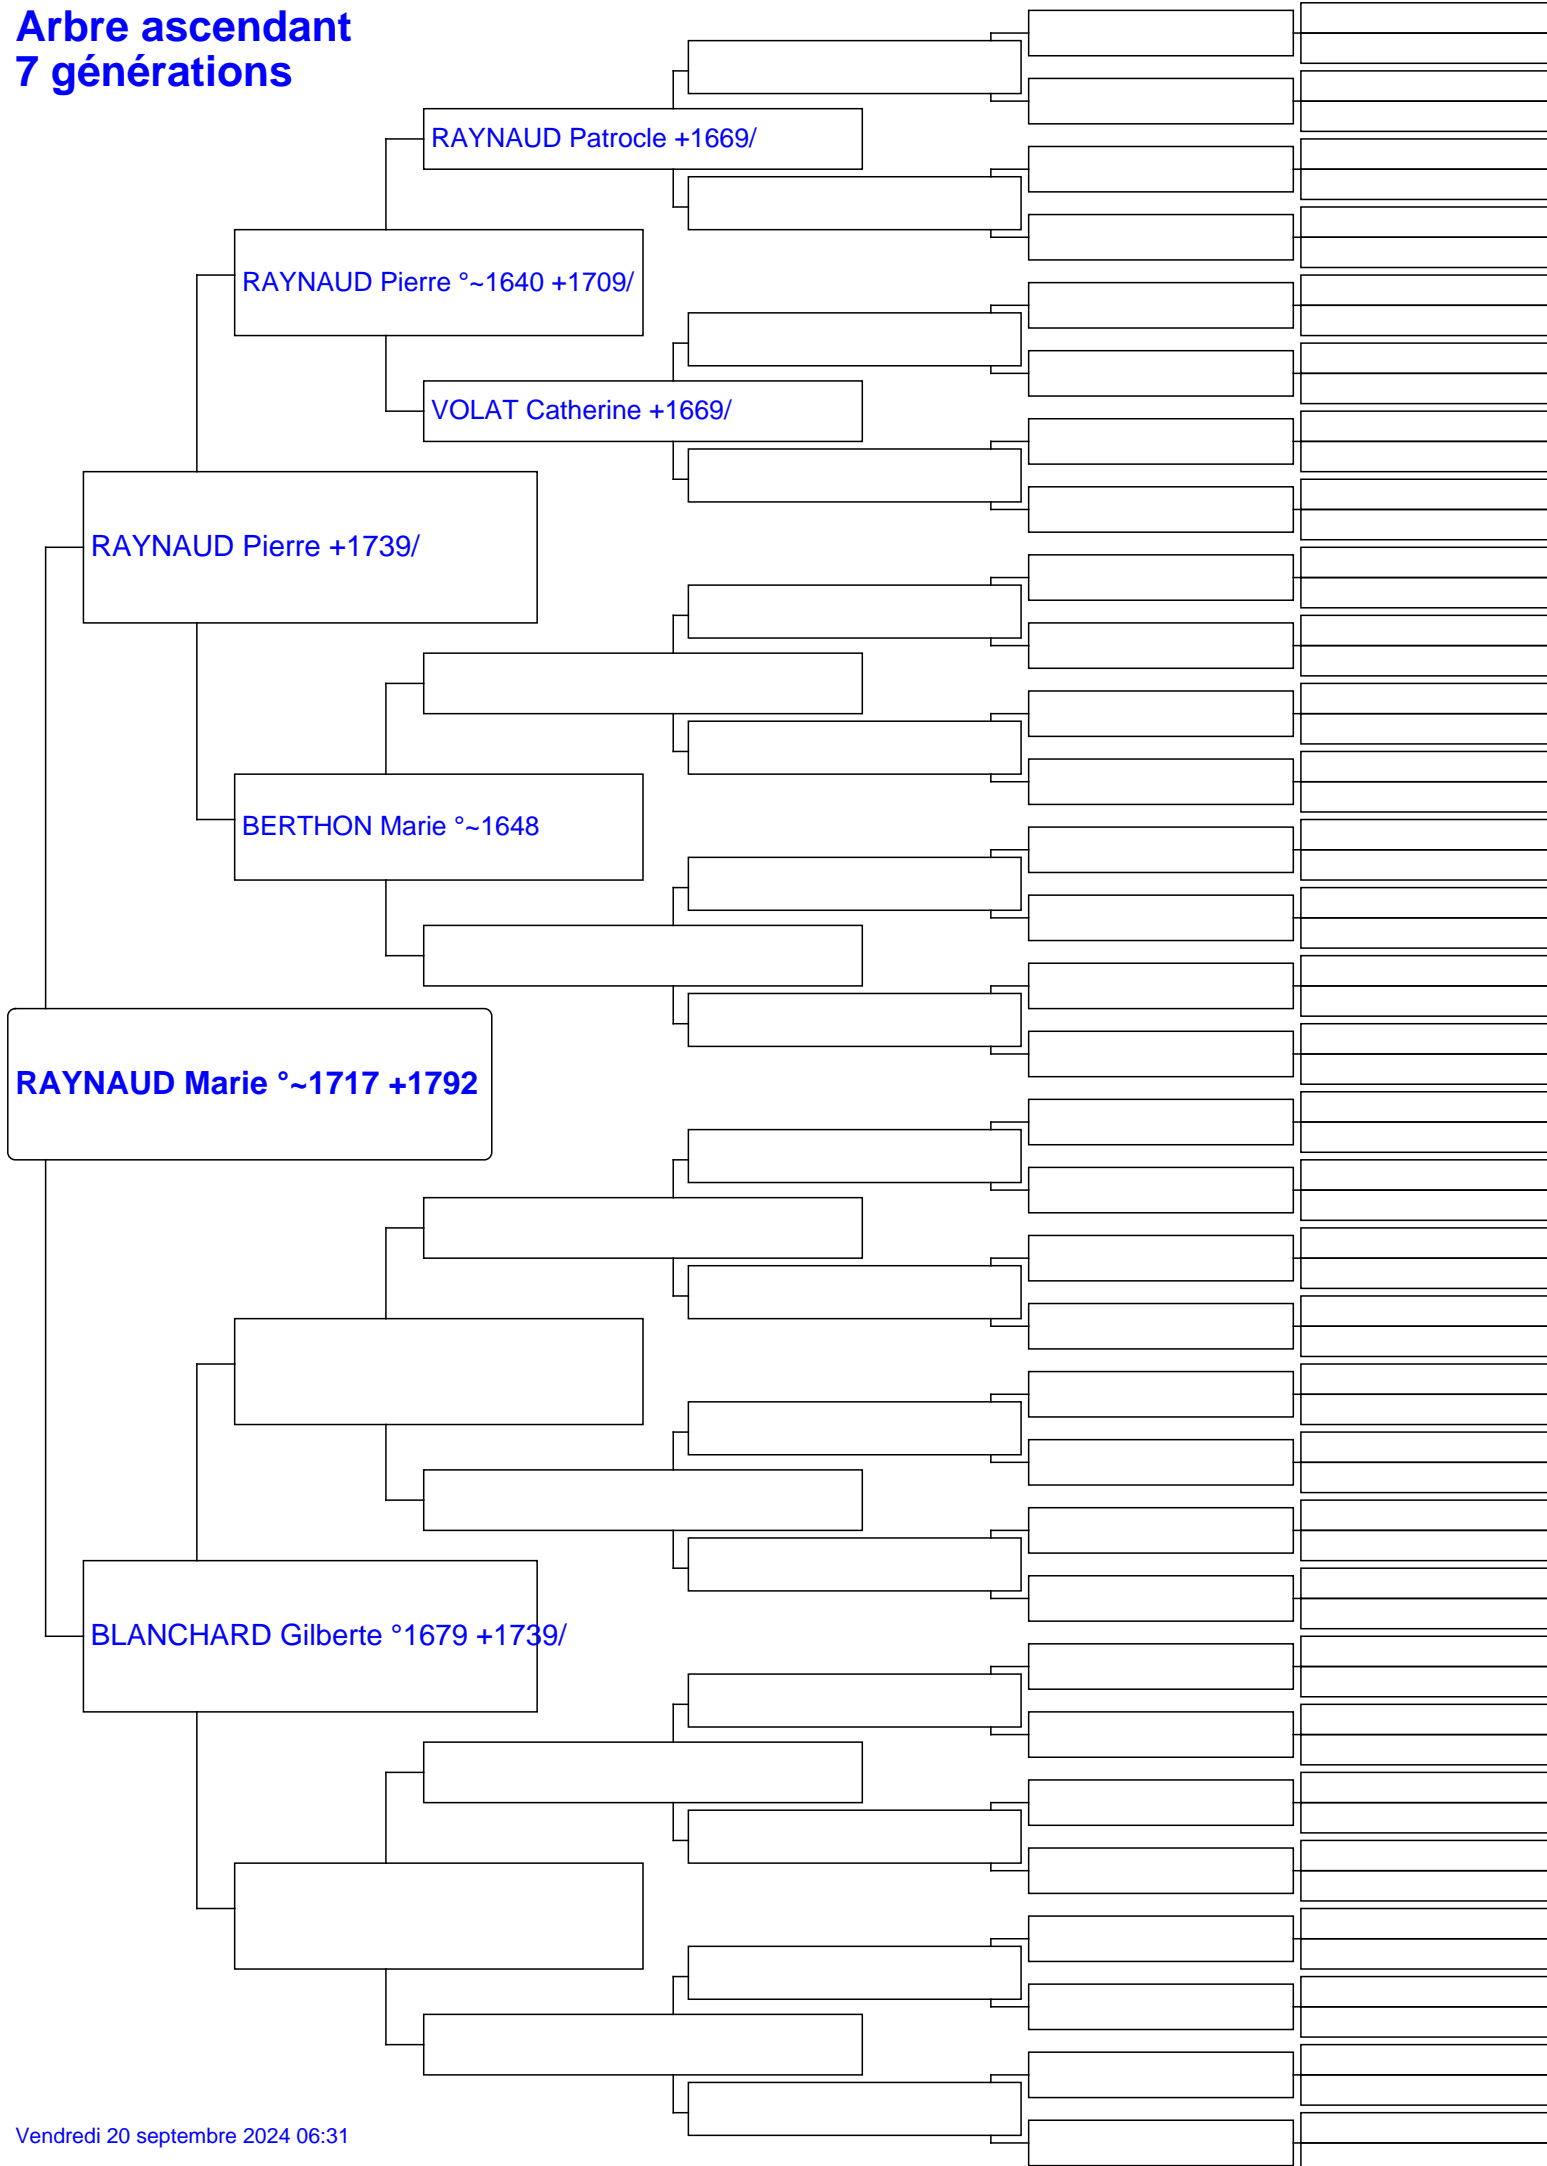 Arbre ascendant
7 générations
RAYNAUD Patrocle +1669/
RAYNAUD Pierre °~1640 +1709/
VOLAT Catherine +1669/
RAYNAUD Pierre +1739/
BERTHON Marie °~1648
RAYNAUD Marie °~1717 +1792
BLANCHARD Gilberte °1679 +1739/
Vendredi 20 septembre 2024 06:31